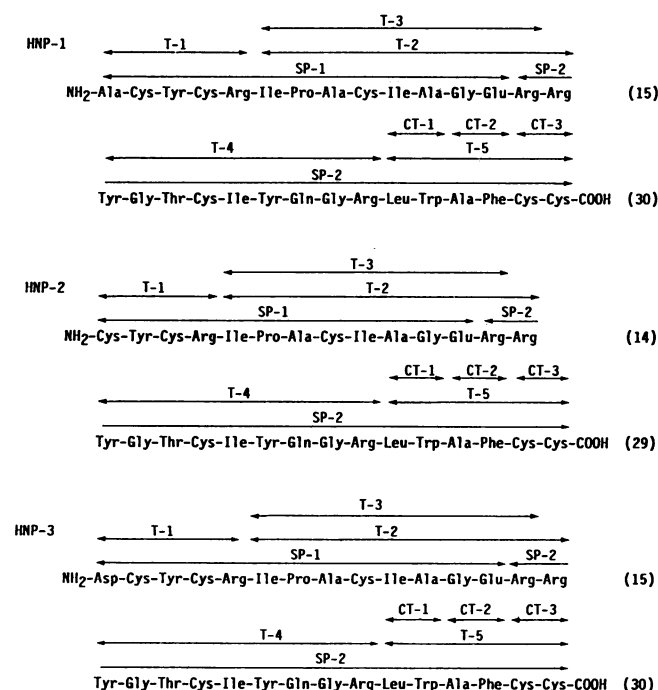 T-3
HNP-1 T-1 T-2
SP-1 SP-2
NH2-Ala-Cys-Tyr-Cys-Arg-Ile-Pro-Ala-Cys-Ile-Ala-Gly-Glu-Arg-Arg (15)
CT-1 CT-2 CT-3
T-4 T-5
SP-2
Tyr-Gly-Thr-Cys-Ile-Tyr-Gln-Gly-Arg-Leu-Trp-Ala-Phe-Cys-Cys-COOH (30)
T-3
HNP-2 T-1 T-2
SP-1 SP-2
NH2-Cys-Tyr-Cys-Arg-Ile-Pro-Ala-Cys-Ile-Ala-Gly-Glu-Arg-Arg (14)
CT-1 CT-2 CT-3
T-4 T-5
SP-2
Tyr-Gly-Thr-Cys-Ile-Tyr-Gln-Gly-Arg-Leu-Trp-Ala-Phe-Cys-Cys-COOH (29)
T-3
HNP-3 T-1 T-2
SP-1 SP-2
NH2-Asp-Cys-Tyr-Cys-Arg-Ile-Pro-Ala-Cys-Ile-Ala-Gly-Glu-Arg-Arg (15)
CT-1 CT-2 CT-3
T-4 T-5
SP-2
Tyr-Gly-Thr-Cys-Ile-Tyr-Gln-Gly-Arg-Leu-Trp-Ala-Phe-Cys-Cys-COOH (30)